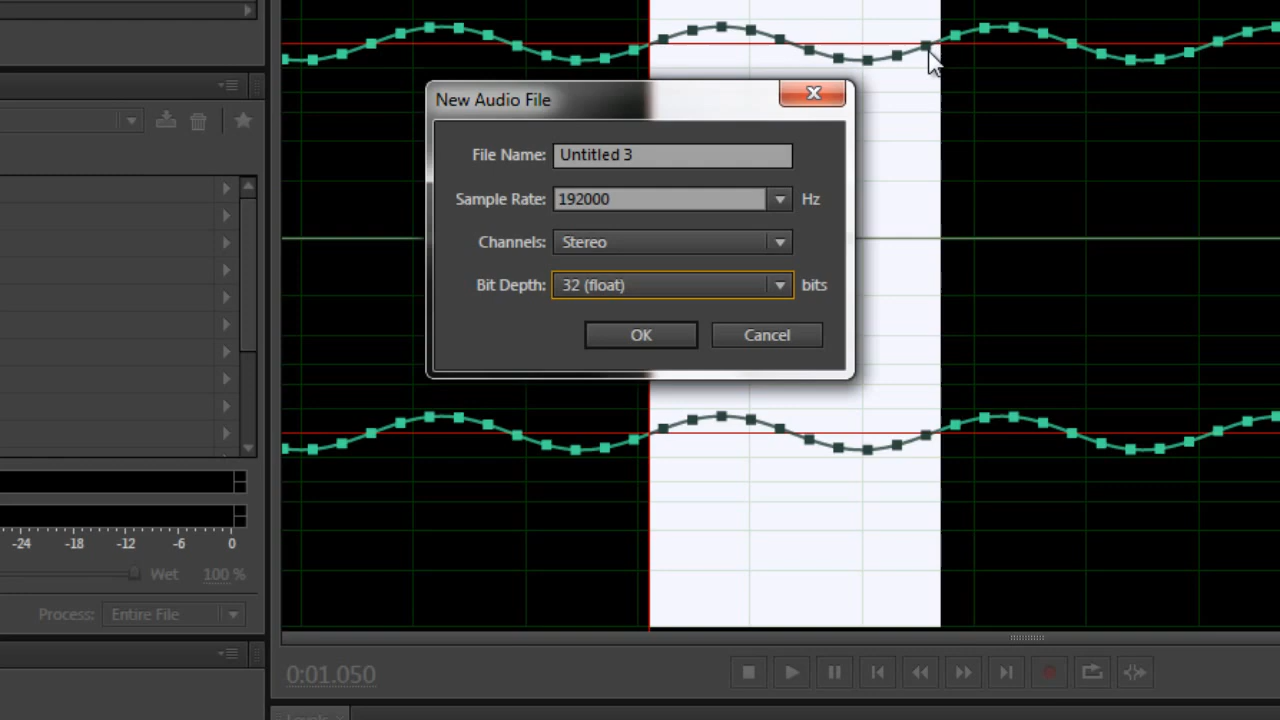 New Audio File
File Name: Untitled 3
Sample Rate: 192000 Hz
Channels: Stereo
Bit Depth: 32 (float) bits
OK Cancel
-24 -18 -12 -6 0
Wet 100 %
Process: Entire File
0:01.050
Levels